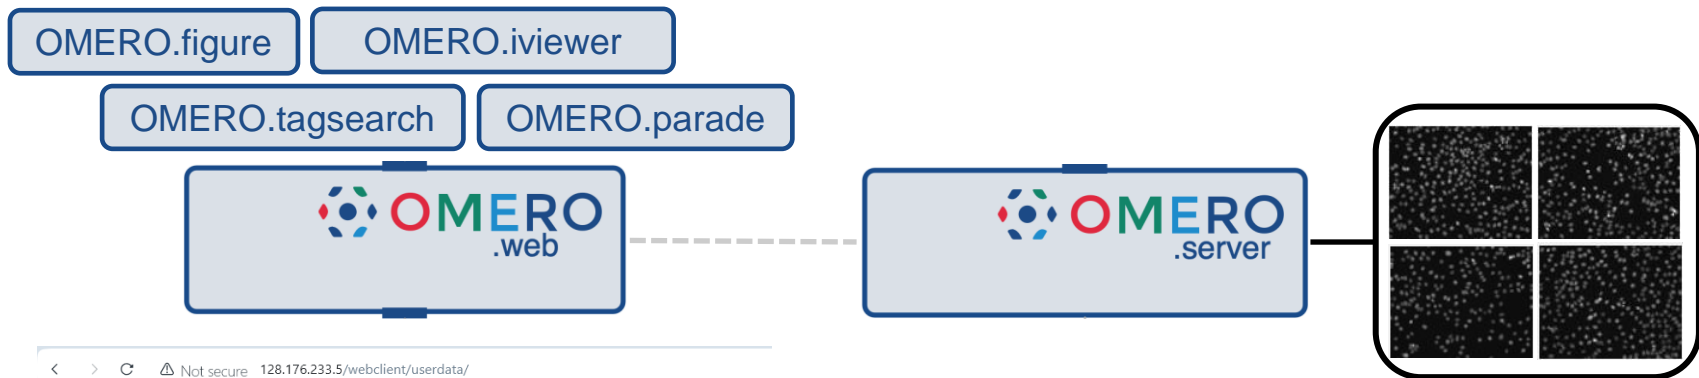 OMERO.figure
OMERO.iviewer
OMERO.tagsearch
OMERO.parade
OMERO
.web
OMERO
.server
Not secure 128.176.233.5/webclient/userdata/